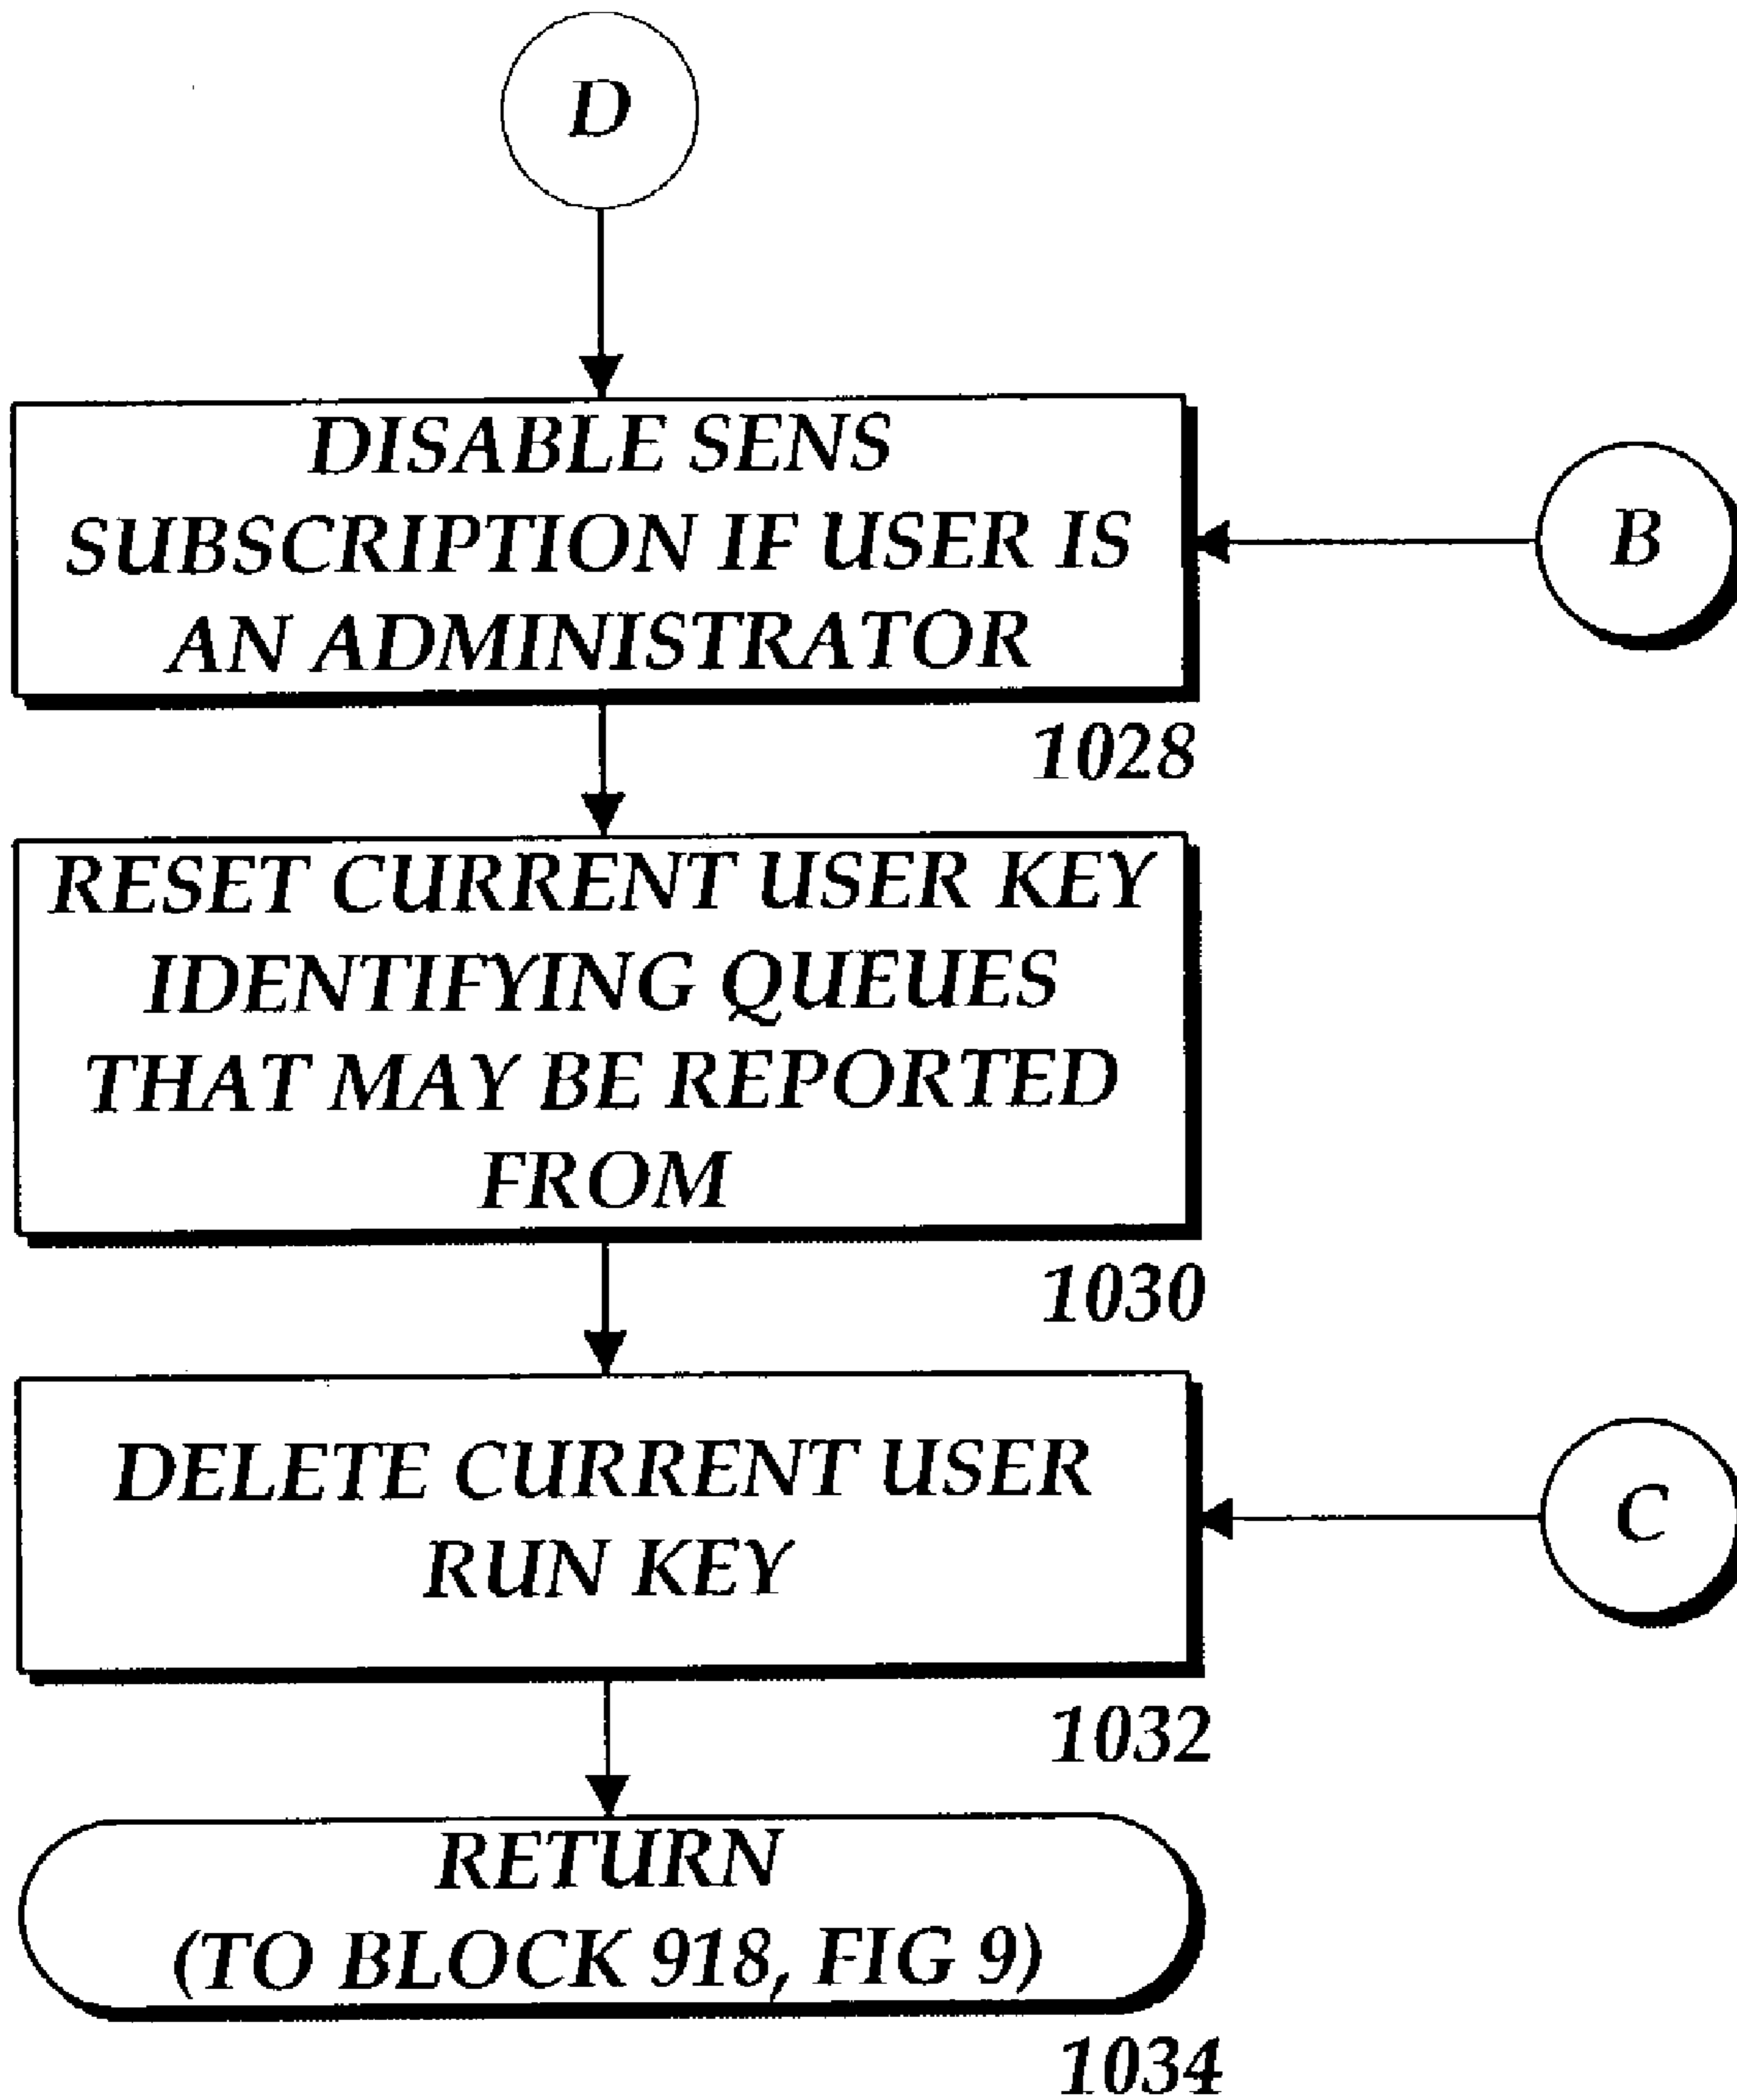 D
DISABLE SENS
SUBSCRIPTION IF USER IS
AN ADMINISTRATOR
B
1028
RESET CURRENT USER KEY
IDENTIFYING QUEUES
THAT MAY BE REPORTED
FROM
1030
DELETE CURRENT USER
RUN KEY
C
1032
RETURN
(TO BLOCK 918, FIG 9)
1034